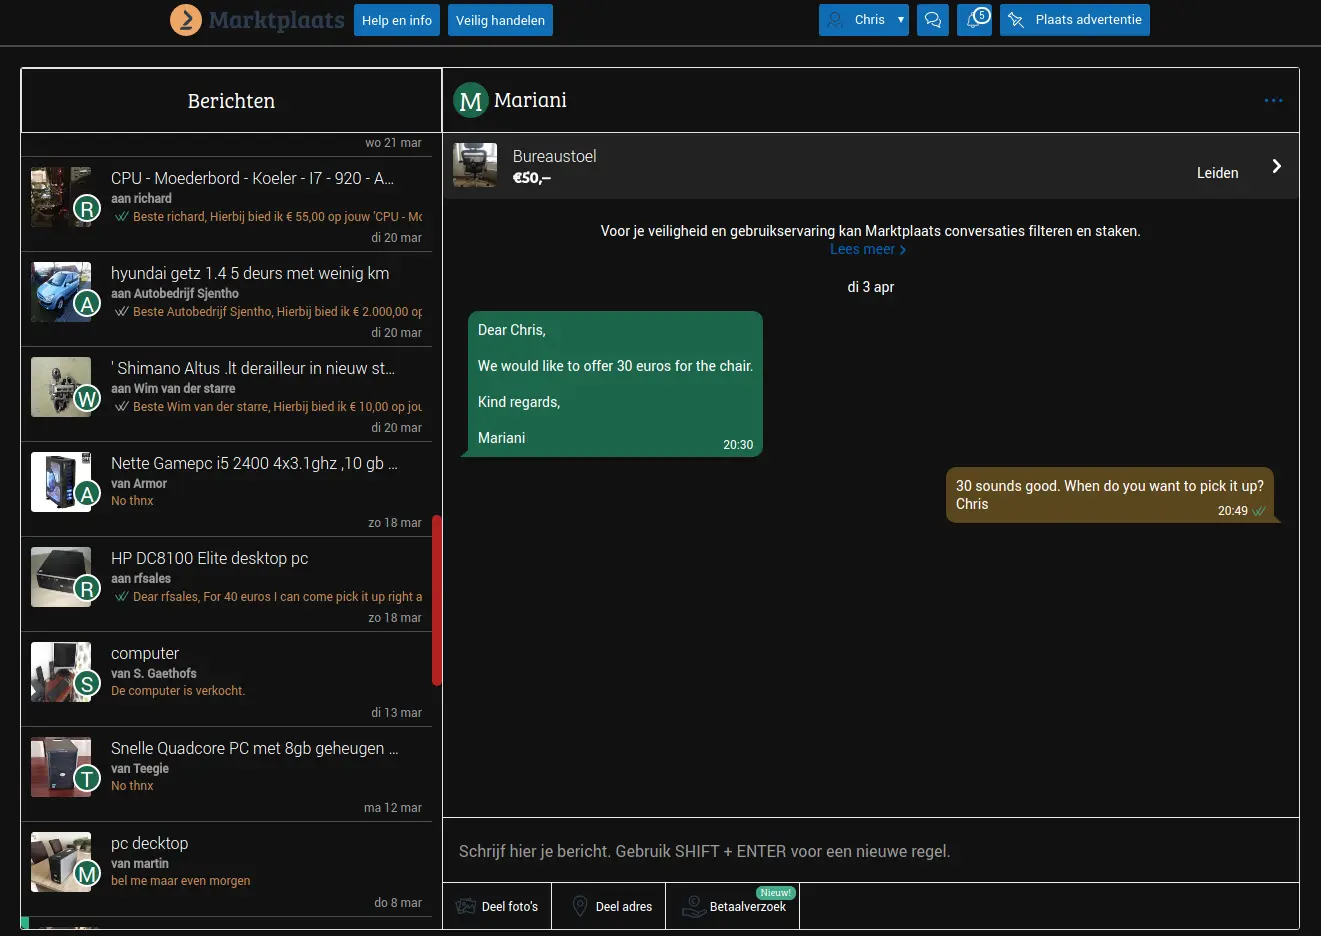 Marktplaats
Help en info
Veilig handelen
Chris
5
Plaats advertentie
Berichten
wo 21 mar
CPU - Moederbord - Koeler - I7 - 920 - A...
R
aan richard
Beste richard, Hierbij bied ik € 55,00 op jouw 'CPU - Mo
di 20 mar
hyundai getz 1.4 5 deurs met weinig km
A
aan Autobedrijf Sjentho
Beste Autobedrijf Sjentho, Hierbij bied ik € 2.000,00 op
di 20 mar
' Shimano Altus .lt derailleur in nieuw st...
W
aan Wim van der starre
Beste Wim van der starre, Hierbij bied ik € 10,00 op jou
di 20 mar
Nette Gamepc i5 2400 4x3.1ghz ,10 gb ...
A
van Armor
No thnx
zo 18 mar
HP DC8100 Elite desktop pc
R
aan rfsales
Dear rfsales, For 40 euros I can come pick it up right a
zo 18 mar
computer
S
van S. Gaethofs
De computer is verkocht.
di 13 mar
Snelle Quadcore PC met 8gb geheugen ...
T
van Teegie
No thnx
ma 12 mar
pc decktop
M
van martin
bel me maar even morgen
do 8 mar
M Mariani
...
Bureaustoel
€50,–
Leiden
Voor je veiligheid en gebruikservaring kan Marktplaats conversaties filteren en staken.
Lees meer
di 3 apr
Dear Chris,
We would like to offer 30 euros for the chair.
Kind regards,
Mariani
20:30
30 sounds good. When do you want to pick it up?
Chris
20:49
Schrijf hier je bericht. Gebruik SHIFT + ENTER voor een nieuwe regel.
Deel foto's
Deel adres
Nieuw!
Betaalverzoek